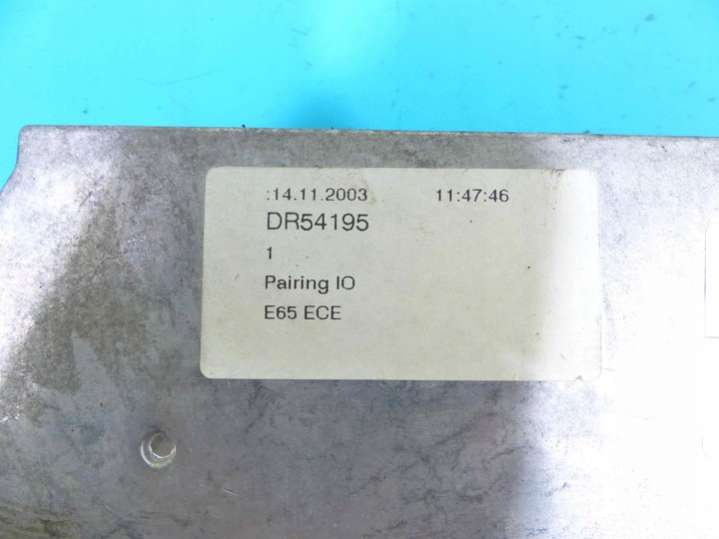 :14.11.2003 11:47:46
DR54195
1
Pairing IO
E65 ECE